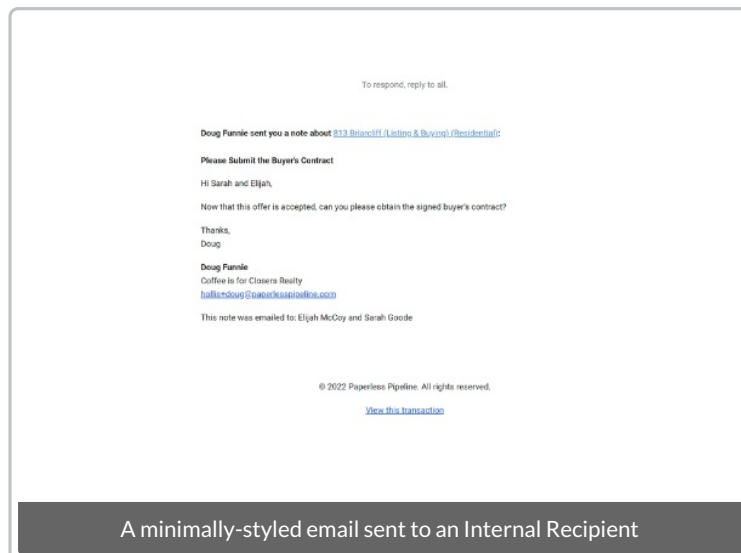 To respond, reply to all.
Doug Funnie sent you a note about 813 Briarcliff (Listing & Buying) (Residential):
Please Submit the Buyer's Contract
Hi Sarah and Elijah,
Now that this offer is accepted, can you please obtain the signed buyer's contract?
Thanks,
Doug
Doug Funnie
Coffee is for Closers Realty
hallis+doug@paperlesspipeline.com
This note was emailed to: Elijah McCoy and Sarah Goode
© 2022 Paperless Pipeline. All rights reserved.
View this transaction
A minimally-styled email sent to an Internal Recipient